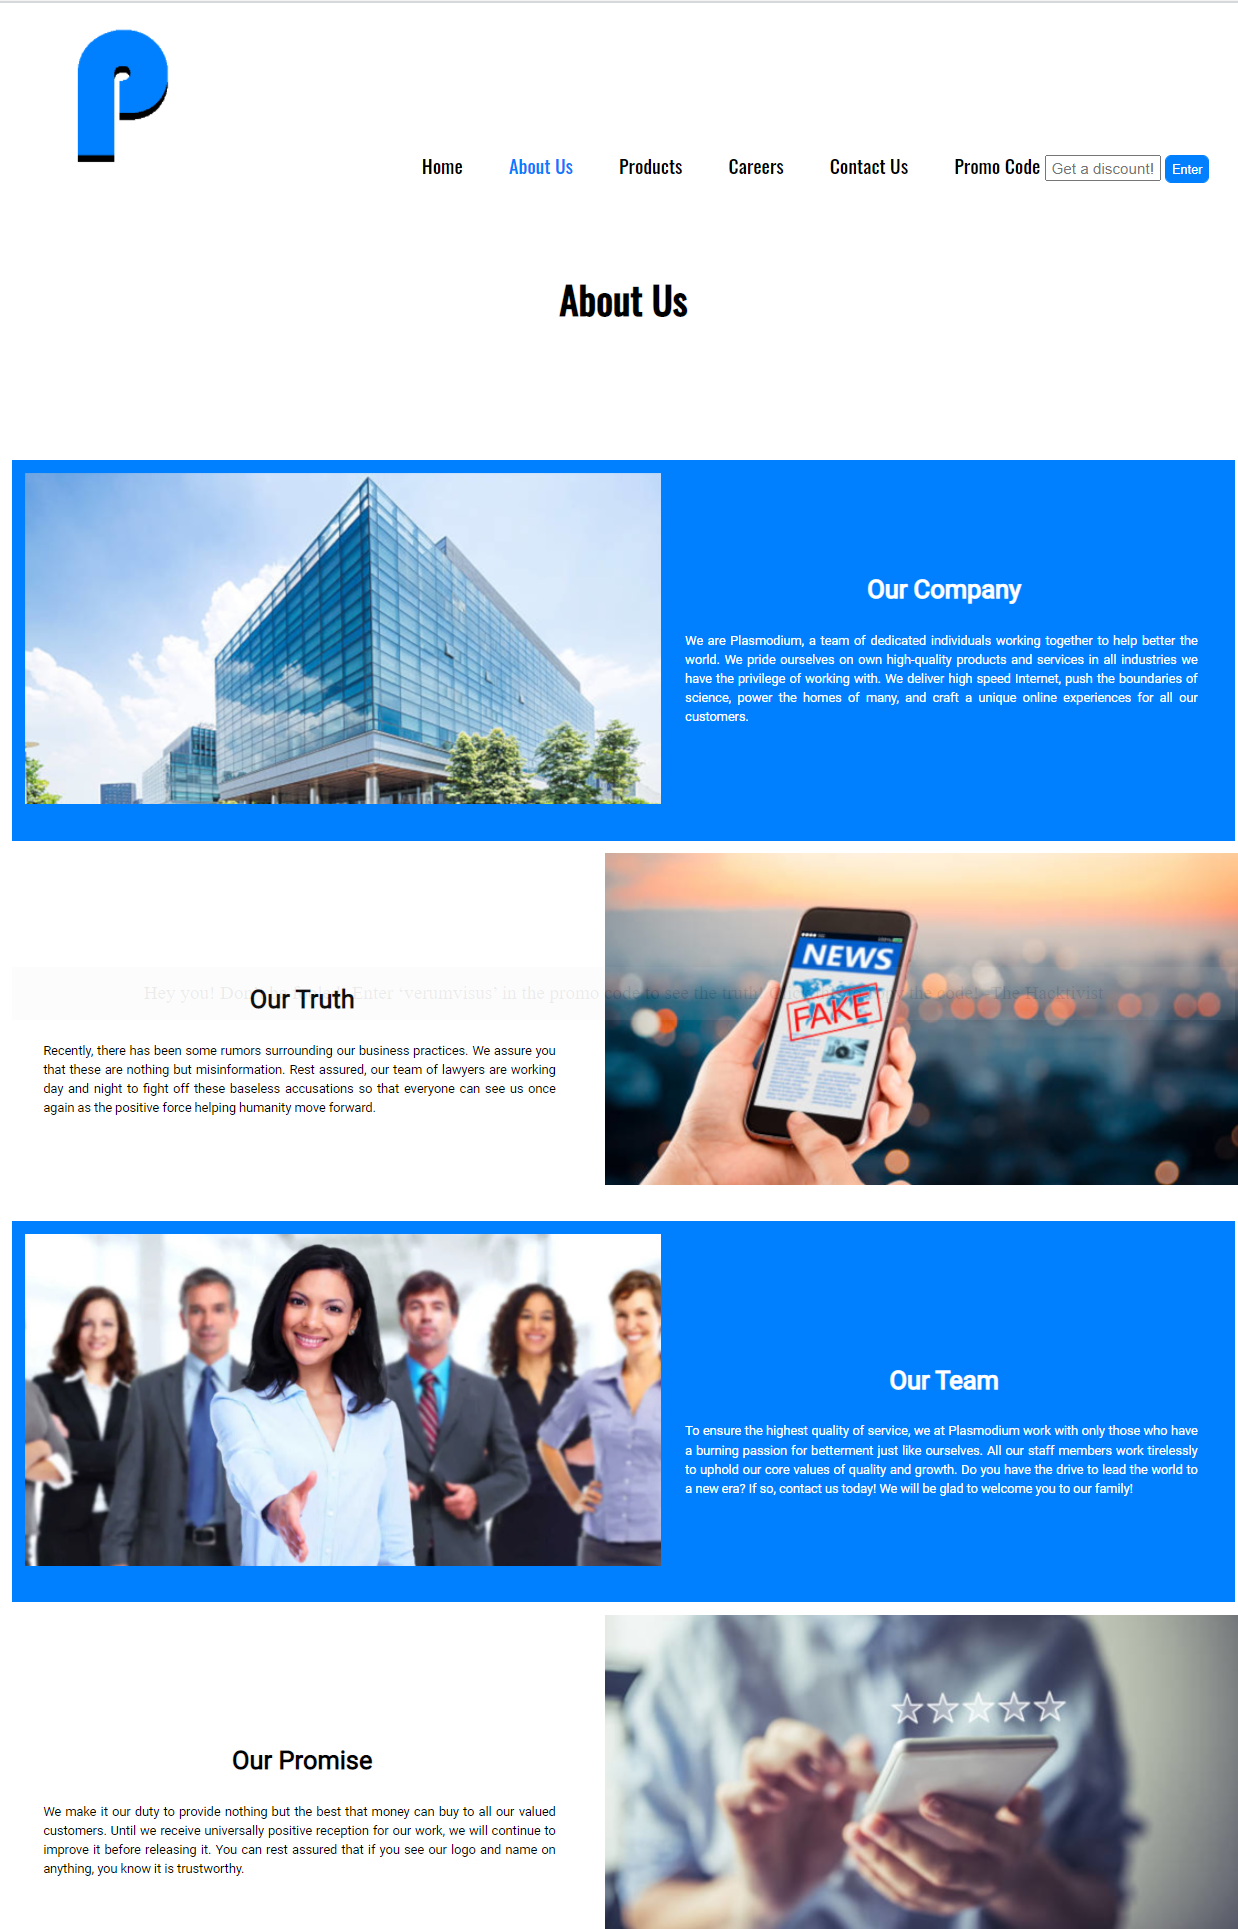 P
Home About Us Products Careers Contact Us Promo Code Get a discount! Enter
About Us
Our Company
We are Plasmodium, a team of dedicated individuals working together to help better the
world. We pride ourselves on own high-quality products and services in all industries we
have the privilege of working with. We deliver high speed Internet, push the boundaries of
science, power the homes of many, and craft a unique online experiences for all our
customers.
Hey you! Enter ‘verumvisus’ in the promo code to see the truth! the code! - The Hacktivist
Our Truth
Recently, there has been some rumors surrounding our business practices. We assure you
that these are nothing but misinformation. Rest assured, our team of lawyers are working
day and night to fight off these baseless accusations so that everyone can see us once
again as the positive force helping humanity move forward.
NEWS
FAKE
Our Team
To ensure the highest quality of service, we at Plasmodium work with only those who have
a burning passion for betterment just like ourselves. All our staff members work tirelessly
to uphold our core values of quality and growth. Do you have the drive to lead the world to
a new era? If so, contact us today! We will be glad to welcome you to our family!
Our Promise
We make it our duty to provide nothing but the best that money can buy to all our valued
customers. Until we receive universally positive reception for our work, we will continue to
improve it before releasing it. You can rest assured that if you see our logo and name on
anything, you know it is trustworthy.